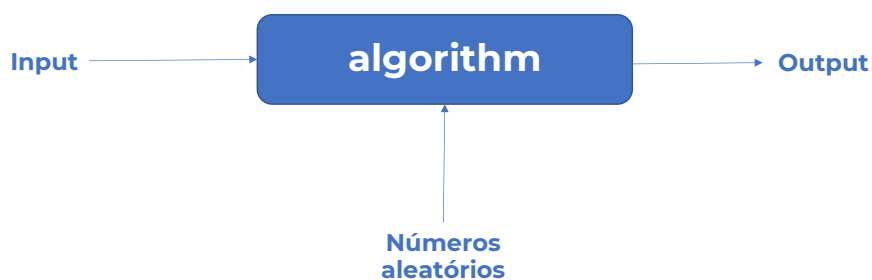 Input
algorithm
Output
Números
aleatórios